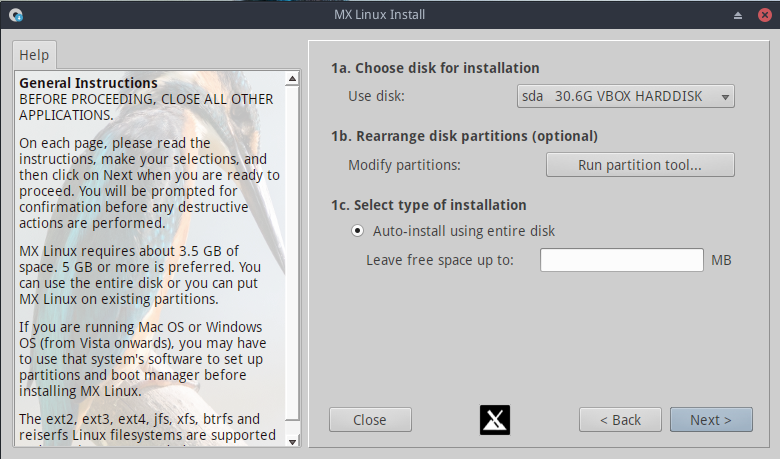 MX Linux Install
Help
General Instructions
BEFORE PROCEEDING, CLOSE ALL OTHER
APPLICATIONS.
On each page, please read the
instructions, make your selections, and
then click on Next when you are ready to
proceed. You will be prompted for
confirmation before any destructive
actions are performed.
MX Linux requires about 3.5 GB of
space. 5 GB or more is preferred. You
can use the entire disk or you can put
MX Linux on existing partitions.
If you are running Mac OS or Windows
OS (from Vista onwards), you may have
to use that system's software to set up
partitions and boot manager before
installing MX Linux.
The ext2, ext3, ext4, jfs, xfs, btrfs and
reiserfs Linux filesystems are supported
1a. Choose disk for installation
Use disk: sda 30.6G VBOX HARDDISK
1b. Rearrange disk partitions (optional)
Modify partitions: Run partition tool...
1c. Select type of installation
Auto-install using entire disk
Leave free space up to: MB
Close < Back Next >